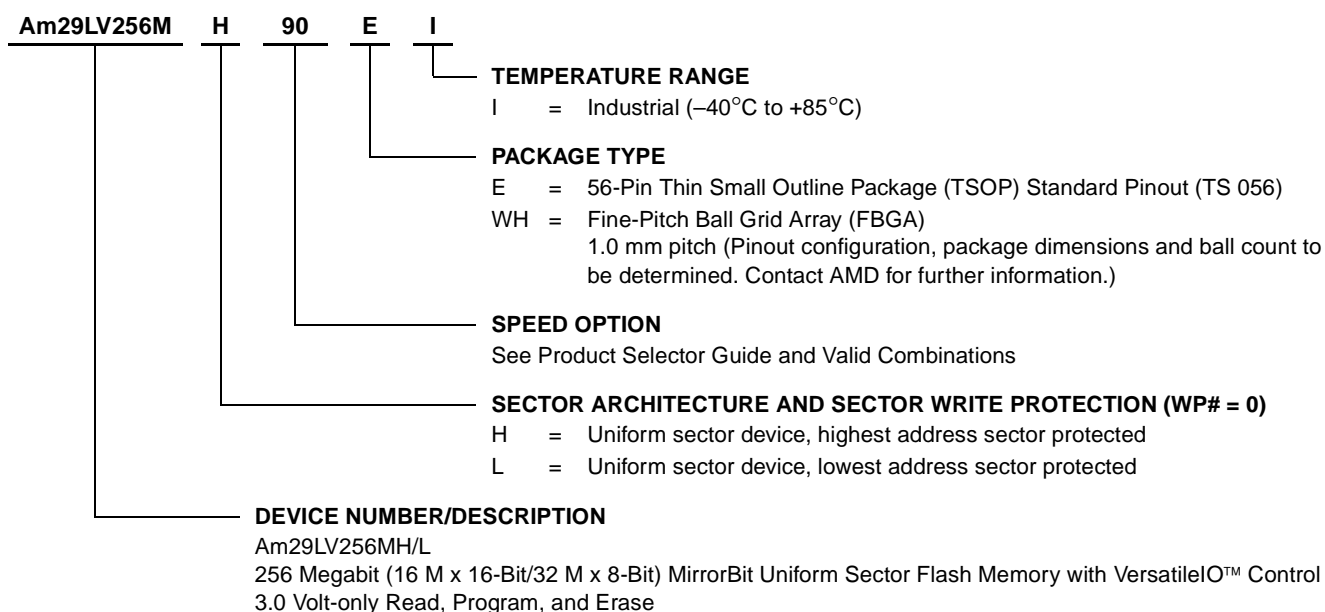 Am29LV256M H 90 E I
TEMPERATURE RANGE
I = Industrial (–40°C to +85°C)
PACKAGE TYPE
E = 56-Pin Thin Small Outline Package (TSOP) Standard Pinout (TS 056)
WH = Fine-Pitch Ball Grid Array (FBGA)
1.0 mm pitch (Pinout configuration, package dimensions and ball count to
be determined. Contact AMD for further information.)
SPEED OPTION
See Product Selector Guide and Valid Combinations
SECTOR ARCHITECTURE AND SECTOR WRITE PROTECTION (WP# = 0)
H = Uniform sector device, highest address sector protected
L = Uniform sector device, lowest address sector protected
DEVICE NUMBER/DESCRIPTION
Am29LV256MH/L
256 Megabit (16 M x 16-Bit/32 M x 8-Bit) MirrorBit Uniform Sector Flash Memory with VersatileIO™ Control
3.0 Volt-only Read, Program, and Erase